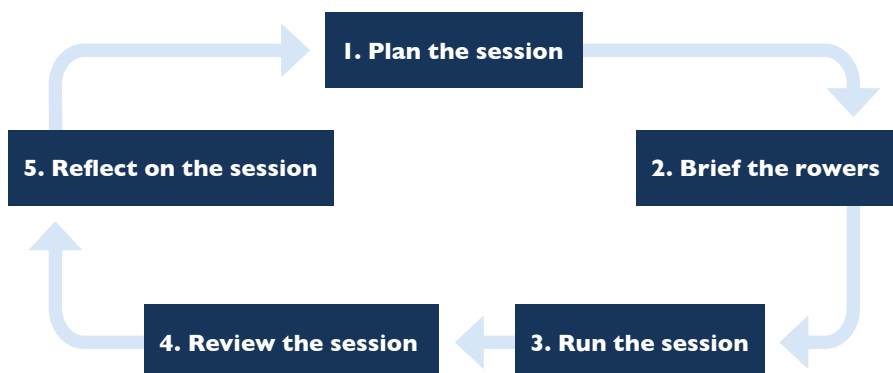 1. Plan the session
2. Brief the rowers
3. Run the session
4. Review the session
5. Reflect on the session